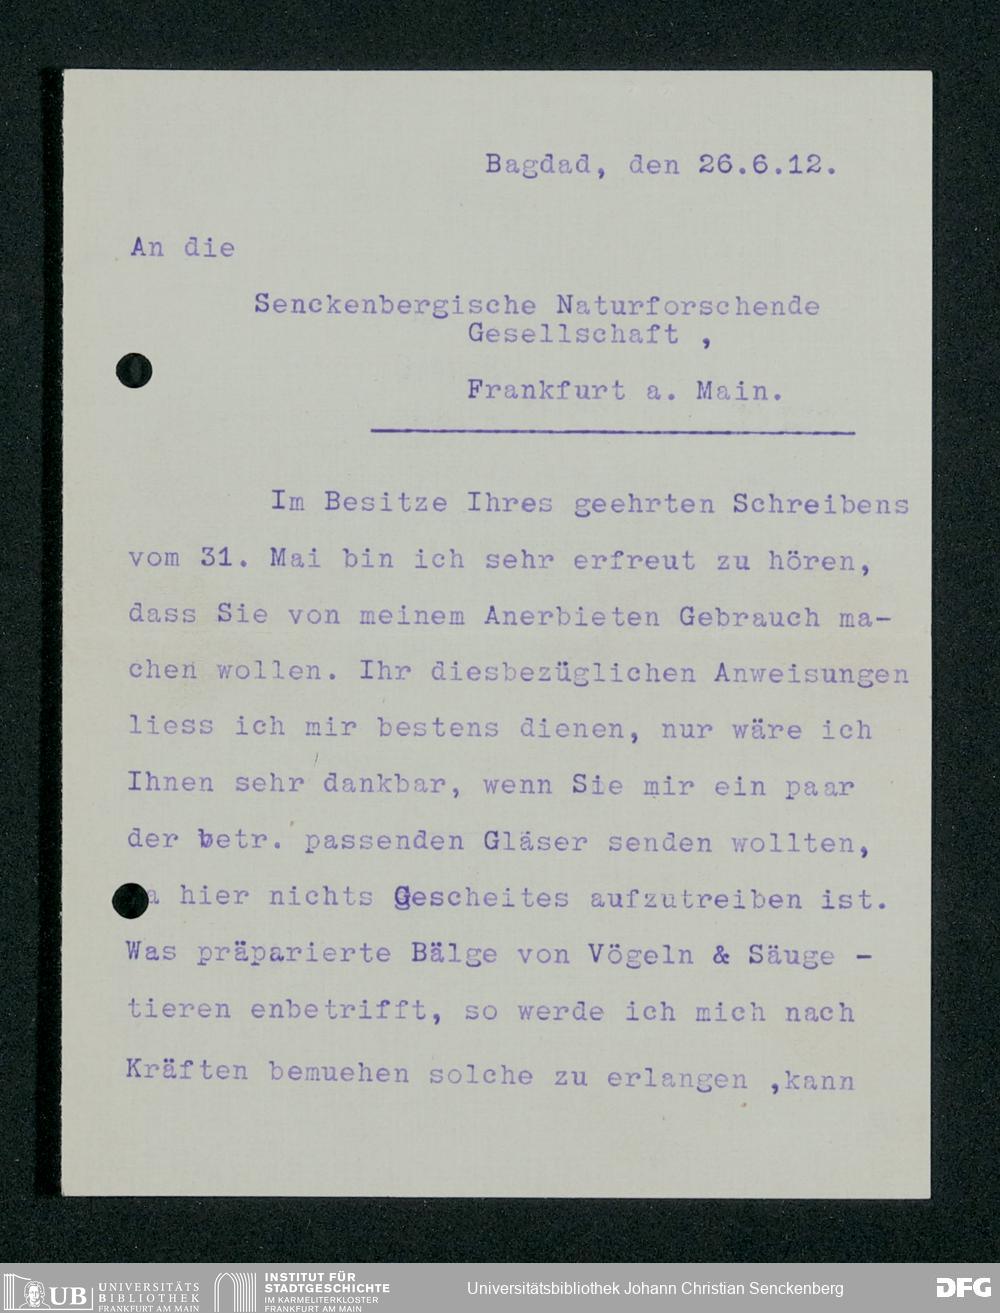 Bagdad, den 26.6.12.
An die
Senckenbergische Naturforschende
Gesellschaft ,
Frankfurt a. Main.
Im Besitze Ihres geehrten Schreibens
vom 31. Mai bin ich sehr erfreut zu hören,
dass Sie von meinem Anerbieten Gebrauch ma-
chen wollen. Ihr diesbezüglichen Anweisungen
liess ich mir bestens dienen, nur wäre ich
Ihnen sehr dankbar, wenn Sie mir ein paar
der betr. passenden Gläser senden wollten,
a hier nichts Gescheites aufzutreiben ist.
Was präparierte Bälge von Vögeln & Säuge -
tieren enbetrifft, so werde ich mich nach
Kräften bemuehen solche zu erlangen ,kann
UB UNIVERSITÄTS
BIBLIOTHEK
FRANKFURT AM MAIN
INSTITUT FÜR
STADTGESCHICHTE
IM KARMELITERKLOSTER
FRANKFURT AM MAIN
Universitätsbibliothek Johann Christian Senckenberg
DFG